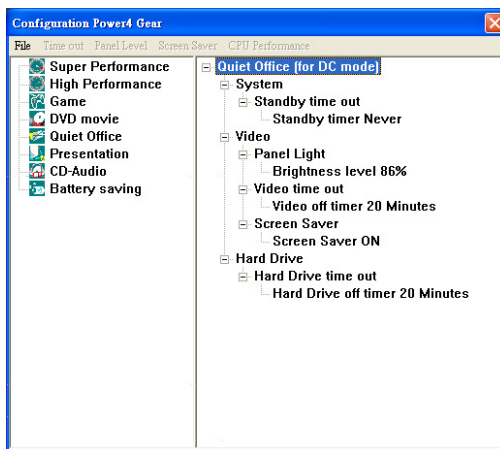 Configuration Power4 Gear
File Time out Panel Level Screen Saver CPU Performance
Super Performance
High Performance
Game
DVD movie
Quiet Office
Presentation
CD-Audio
Battery saving
Quiet Office (for DC mode)
System
Standby time out
Standby timer Never
Video
Panel Light
Brightness level 86%
Video time out
Video off timer 20 Minutes
Screen Saver
Screen Saver ON
Hard Drive
Hard Drive time out
Hard Drive off timer 20 Minutes